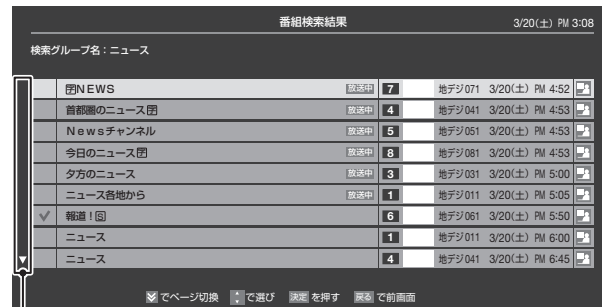 番組検索結果 3/20(土) PM 3:08
検索グループ名：ニュース
字NEWS 放送中 7 地デジ071 3/20(土) PM 4:52
首都圏のニュース字 放送中 4 地デジ041 3/20(土) PM 4:53
Newsチャンネル 放送中 5 地デジ051 3/20(土) PM 4:53
今日のニュース字 放送中 8 地デジ081 3/20(土) PM 4:53
夕方のニュース 放送中 3 地デジ031 3/20(土) PM 5:00
ニュース各地から 放送中 1 地デジ011 3/20(土) PM 5:05
報道！S 6 地デジ061 3/20(土) PM 5:50
ニュース 1 地デジ011 3/20(土) PM 6:00
ニュース 4 地デジ041 3/20(土) PM 6:45
でページ切換 で選び 決定 を押す 戻る で前画面